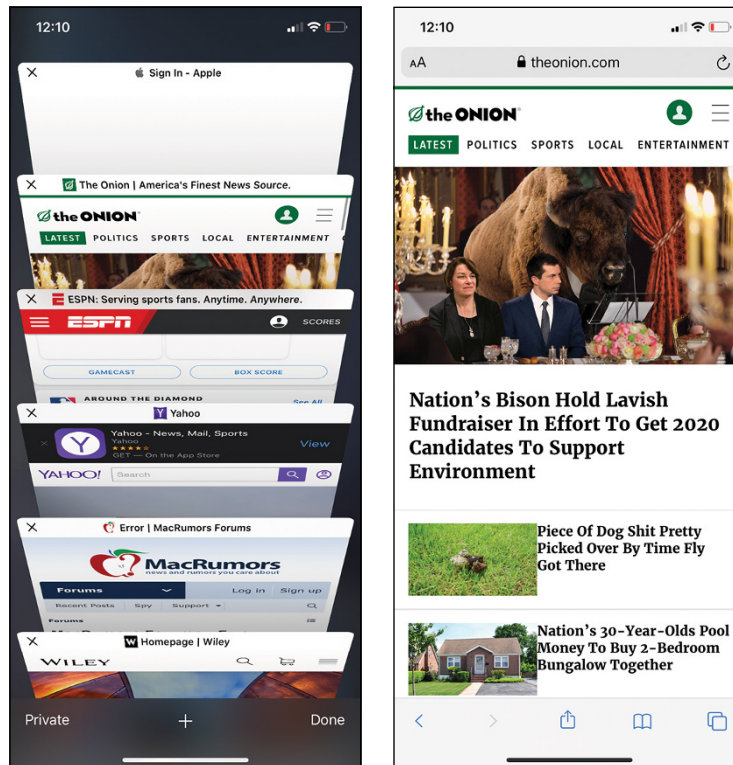 12:10
Sign In - Apple
The Onion | America's Finest News Source.
the ONION
LATEST POLITICS SPORTS LOCAL ENTERTAINMENT
ESPN: Serving sports fans. Anytime. Anywhere.
ESPN SCORES
GAMECAST BOX SCORE
AROUND THE DIAMOND See All
Yahoo
Yahoo - News, Mail, Sports
Yahoo
GET — On the App Store
View
YAHOO! Search
Error | MacRumors Forums
MacRumors
news and rumors you care about
Forums Log in Sign up
Recent Posts Spy Support
Forums
Homepage | Wiley
WILEY
Private + Done
12:10
AA theonion.com
the ONION
LATEST POLITICS SPORTS LOCAL ENTERTAINMENT
Nation's Bison Hold Lavish
Fundraiser In Effort To Get 2020
Candidates To Support
Environment
Piece Of Dog Shit Pretty
Picked Over By Time Fly
Got There
Nation's 30-Year-Olds Pool
Money To Buy 2-Bedroom
Bungalow Together